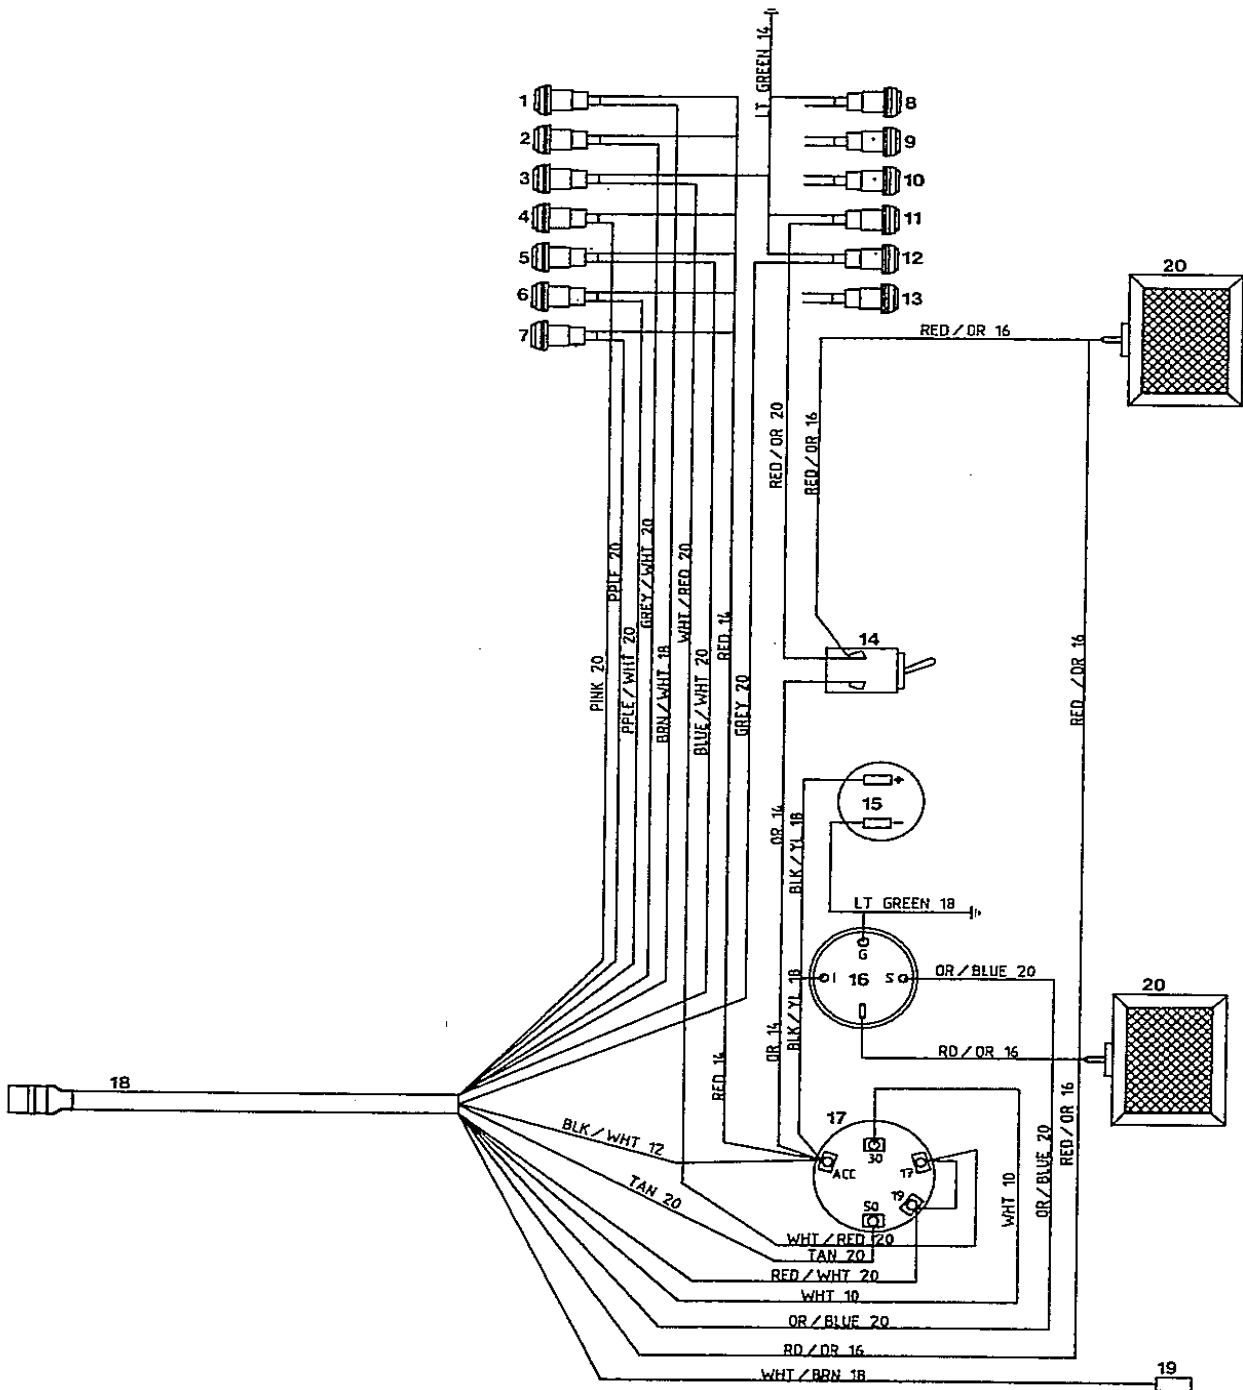 LT GREEN 14
1
8
2
9
3
10
4
11
5
12
6
13
7
20
RED/OR 16
RED/OR 20
RED/OR 16
PPLE 20
GREY/WHT 20
WHT/RED 20
RED 14
14
PINK 20
PPLE/WHT 20
BRN/WHT 18
BLUE/WHT 20
GREY 20
RED/OR 16
+
15
-
OR 14
BLK/YL 18
LT GREEN 18
G
I
16
S
OR/BLUE 20
20
OR 14
BLK/YL 18
RD/OR 16
RED 14
18
17
BLK/WHT 12
30
ACC
17
19
50
TAN 20
WHT 10
OR/BLUE 20
RED/OR 16
WHT/RED 20
TAN 20
RED/WHT 20
WHT 10
OR/BLUE 20
RD/OR 16
WHT/BRN 18
19